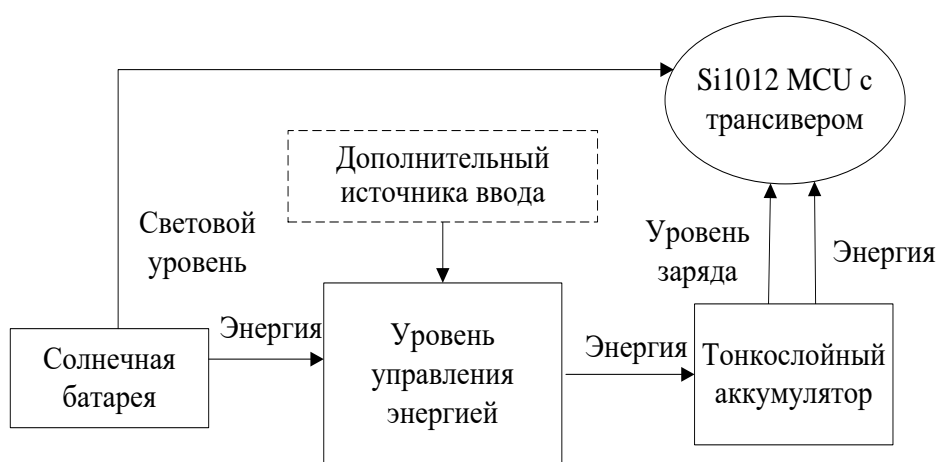 Si1012 MCU с
трансивером
Дополнительный
источника ввода
Световой
уровень
Уровень
заряда
Энергия
Энергия
Энергия
Солнечная
батарея
Уровень
управления
энергией
Тонкослойный
аккумулятор